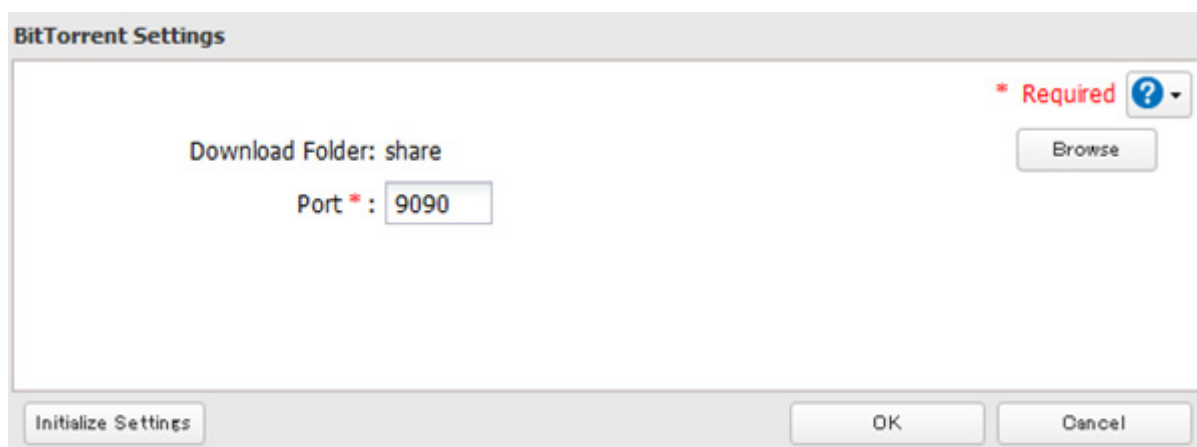 BitTorrent Settings
* Required ?
Download Folder: share Browse
Port * : 9090
Initialize Settings OK Cancel